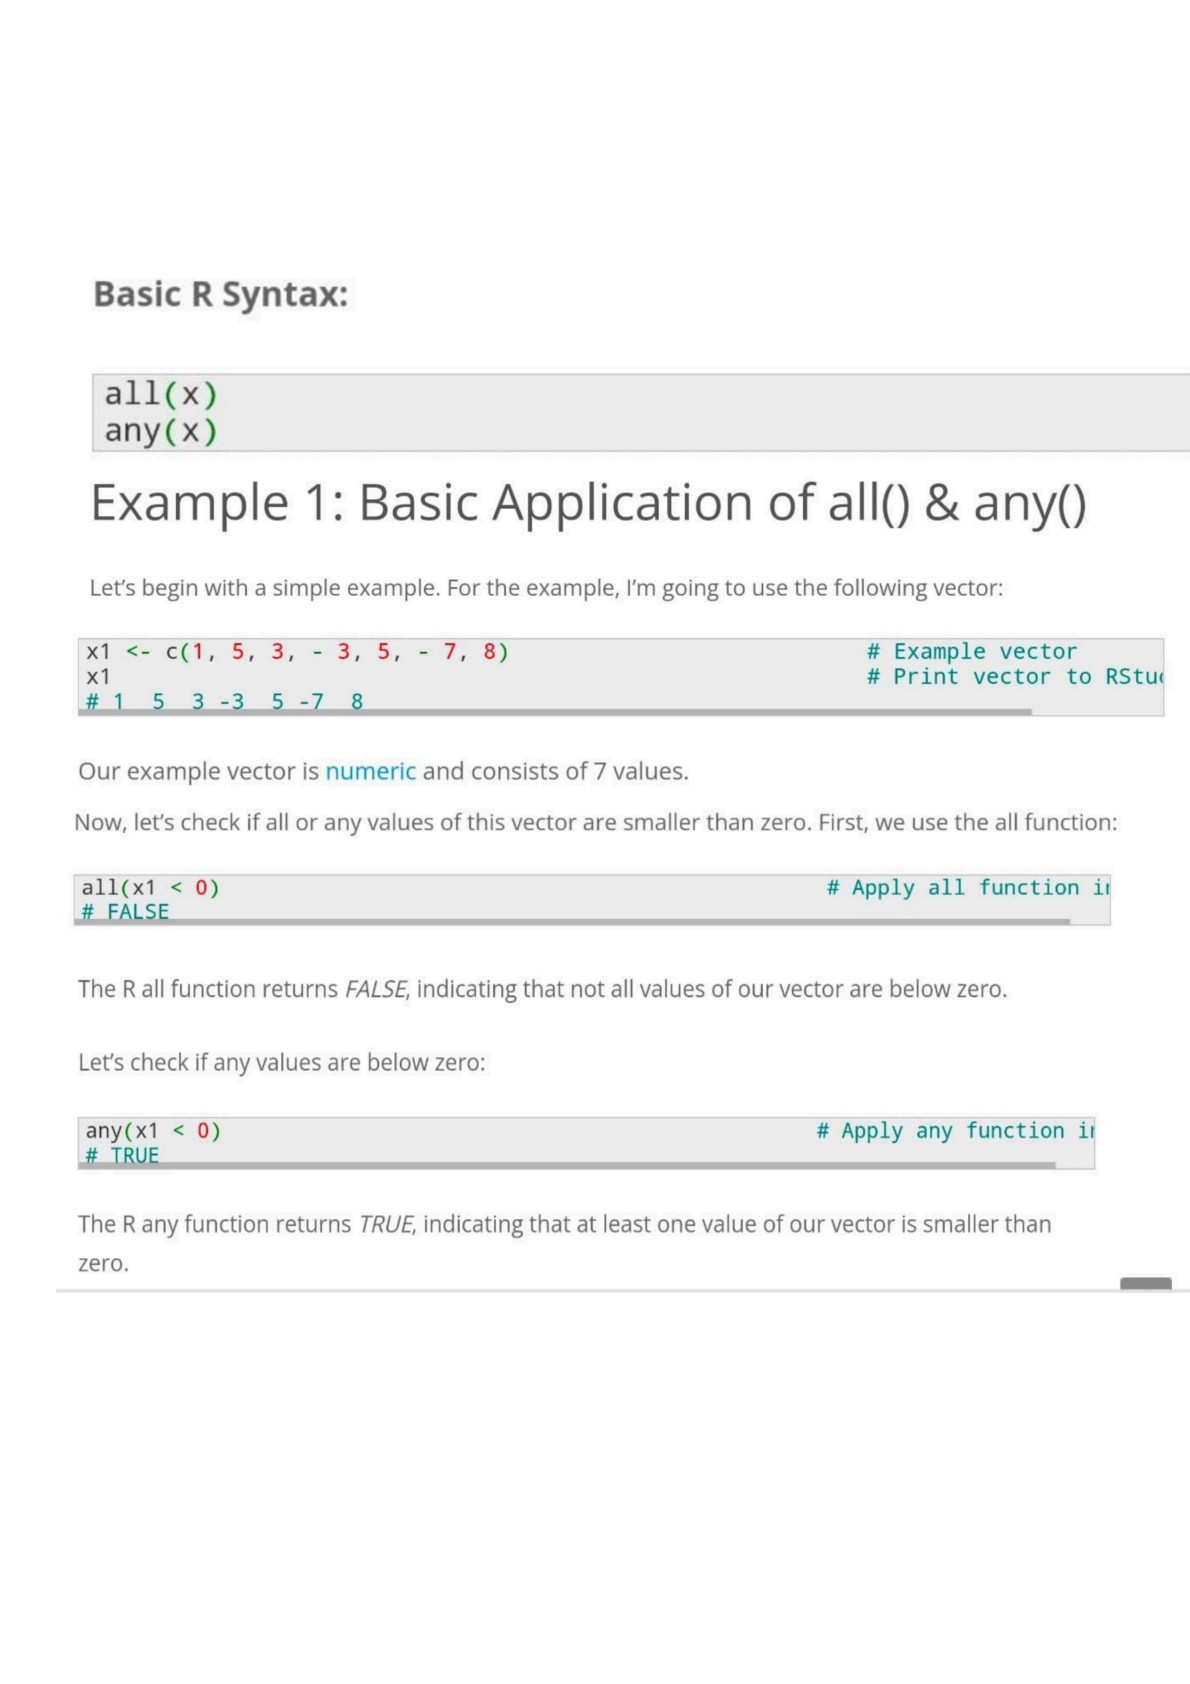 Basic R Syntax:
all(x)
any(x)
Example 1: Basic Application of all() & any()
Let’s begin with a simple example. For the example, I’m going to use the following vector:
x1 <- c(1, 5, 3, - 3, 5, - 7, 8) # Example vector
x1 # Print vector to RStu
# 1 5 3 -3 5 -7 8
Our example vector is numeric and consists of 7 values.
Now, let’s check if all or any values of this vector are smaller than zero. First, we use the all function:
all(x1 < 0) # Apply all function in
# FALSE
The R all function returns FALSE, indicating that not all values of our vector are below zero.
Let’s check if any values are below zero:
any(x1 < 0) # Apply any function in
# TRUE
The R any function returns TRUE, indicating that at least one value of our vector is smaller than
zero.